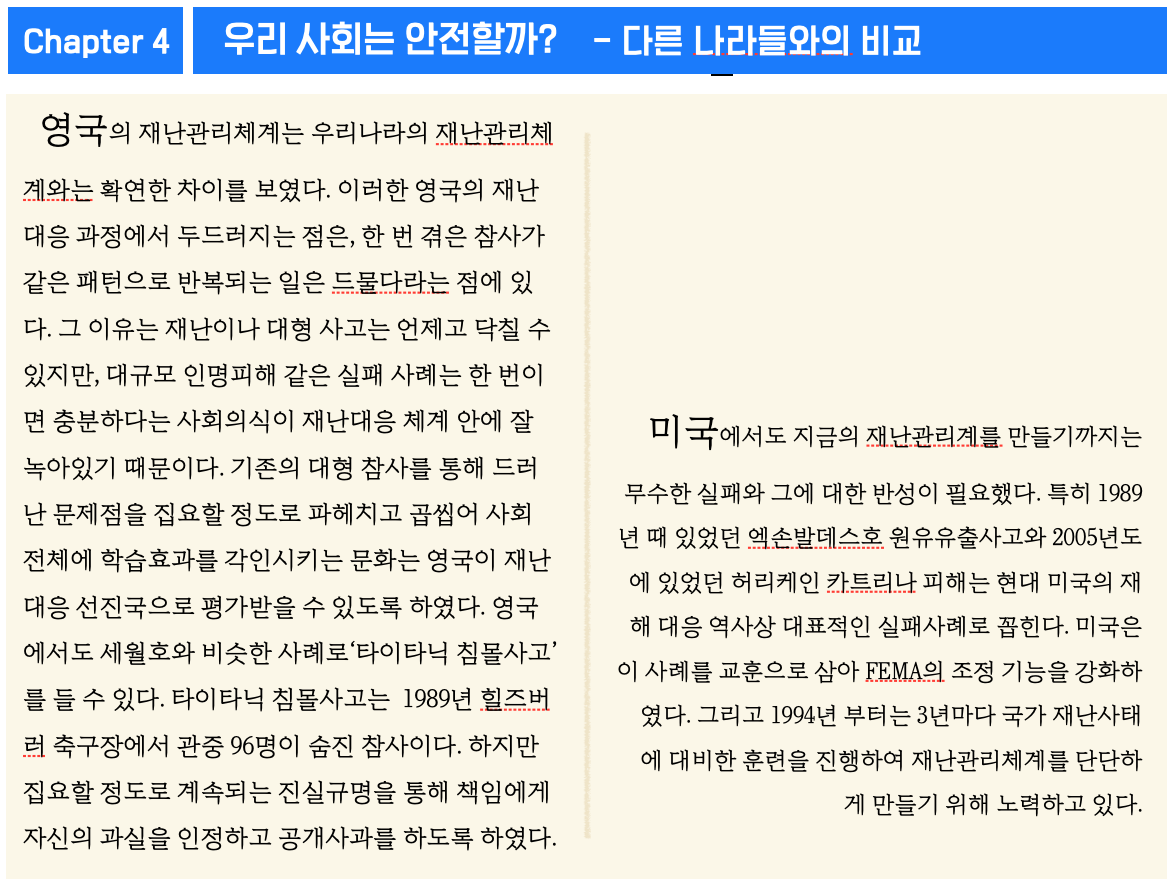 Chapter 4
우리 사회는 안전할까? - 다른 나라들와의 비교
영국의 재난관리체계는 우리나라의 재난관리체
계와는 확연한 차이를 보였다. 이러한 영국의 재난
대응 과정에서 두드러지는 점은, 한 번 겪은 참사가
같은 패턴으로 반복되는 일은 드물다라는 점에 있
다. 그 이유는 재난이나 대형 사고는 언제고 닥칠 수
있지만, 대규모 인명피해 같은 실패 사례는 한 번이
면 충분하다는 사회의식이 재난대응 체계 안에 잘
녹아있기 때문이다. 기존의 대형 참사를 통해 드러
난 문제점을 집요할 정도로 파헤치고 곱씹어 사회
전체에 학습효과를 각인시키는 문화는 영국이 재난
대응 선진국으로 평가받을 수 있도록 하였다. 영국
에서도 세월호와 비슷한 사례로‘타이타닉 침몰사고’
를 들 수 있다. 타이타닉 침몰사고는 1989년 힐즈버
러 축구장에서 관중 96명이 숨진 참사이다. 하지만
집요할 정도로 계속되는 진실규명을 통해 책임에게
자신의 과실을 인정하고 공개사과를 하도록 하였다.
미국에서도 지금의 재난관리계를 만들기까지는
무수한 실패와 그에 대한 반성이 필요했다. 특히 1989
년 때 있었던 엑손발데스호 원유유출사고와 2005년도
에 있었던 허리케인 카트리나 피해는 현대 미국의 재
해 대응 역사상 대표적인 실패사례로 꼽힌다. 미국은
이 사례를 교훈으로 삼아 FEMA의 조정 기능을 강화하
였다. 그리고 1994년 부터는 3년마다 국가 재난사태
에 대비한 훈련을 진행하여 재난관리체계를 단단하
게 만들기 위해 노력하고 있다.